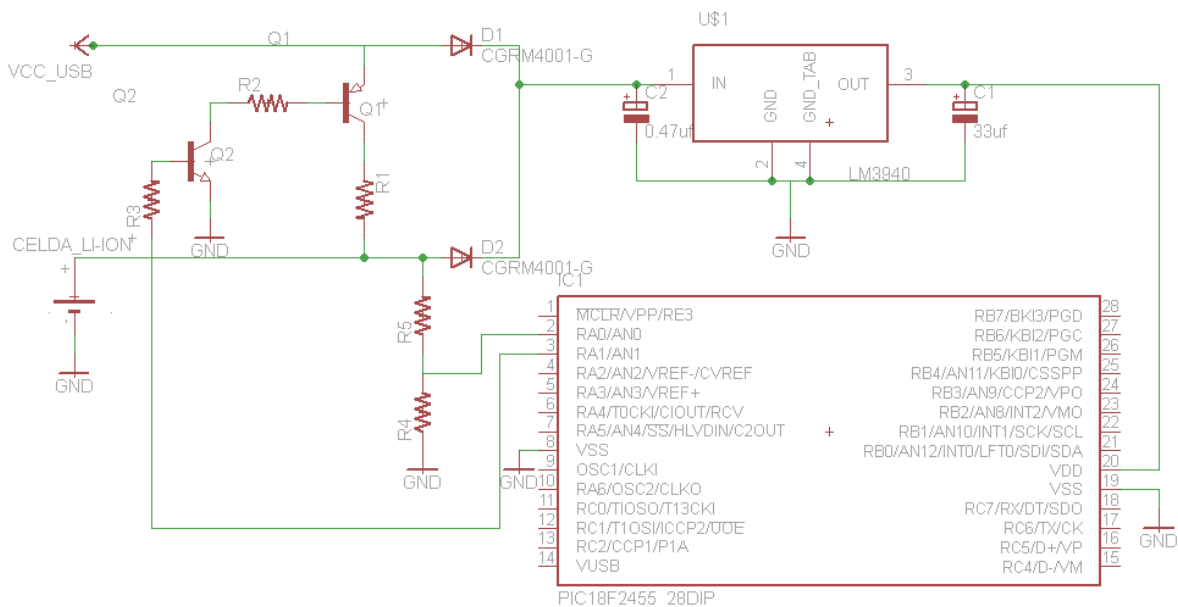 U$1
Q1
D1
CGRM4001-G
VCC_USB
R2
Q2
Q1
1
IN
GND
GND_TAB
OUT
3
C2
0.47uf
C1
33uf
2
4
LM3940
Q2
R1
R3
GND
GND
CELDA_LI-ION
D2
CGRM4001-G
IC1
GND
R5
R4
GND
GND
GND
1 MCLR/VPP/RE3
2 RA0/AN0
3 RA1/AN1
4 RA2/AN2/VREF-/CVREF
5 RA3/AN3/VREF+
6 RA4/T0CKI/CIOUT/RCV
7 RA5/AN4/SS/HLVDIN/C2OUT
8 VSS
9 OSC1/CLKI
10 RA6/OSC2/CLKO
11 RC0/TIOSO/T13CKI
12 RC1/T1OSI/ICCP2/UOE
13 RC2/CCP1/P1A
14 VUSB
RB7/BKI3/PGD 28
RB6/KBI2/PGC 27
RB5/KBI1/PGM 26
RB4/AN11/KBI0/CSSPP 25
RB3/AN9/CCP2/VPO 24
RB2/AN8/INT2/VMO 23
RB1/AN10/INT1/SCK/SCL 22
RB0/AN12/INT0/LFT0/SDI/SDA 21
VDD 20
VSS 19
RC7/RX/DT/SDO 18
RC6/TX/CK 17
RC5/D+/VP 16
RC4/D-/VM 15
PIC18F2455_28DIP